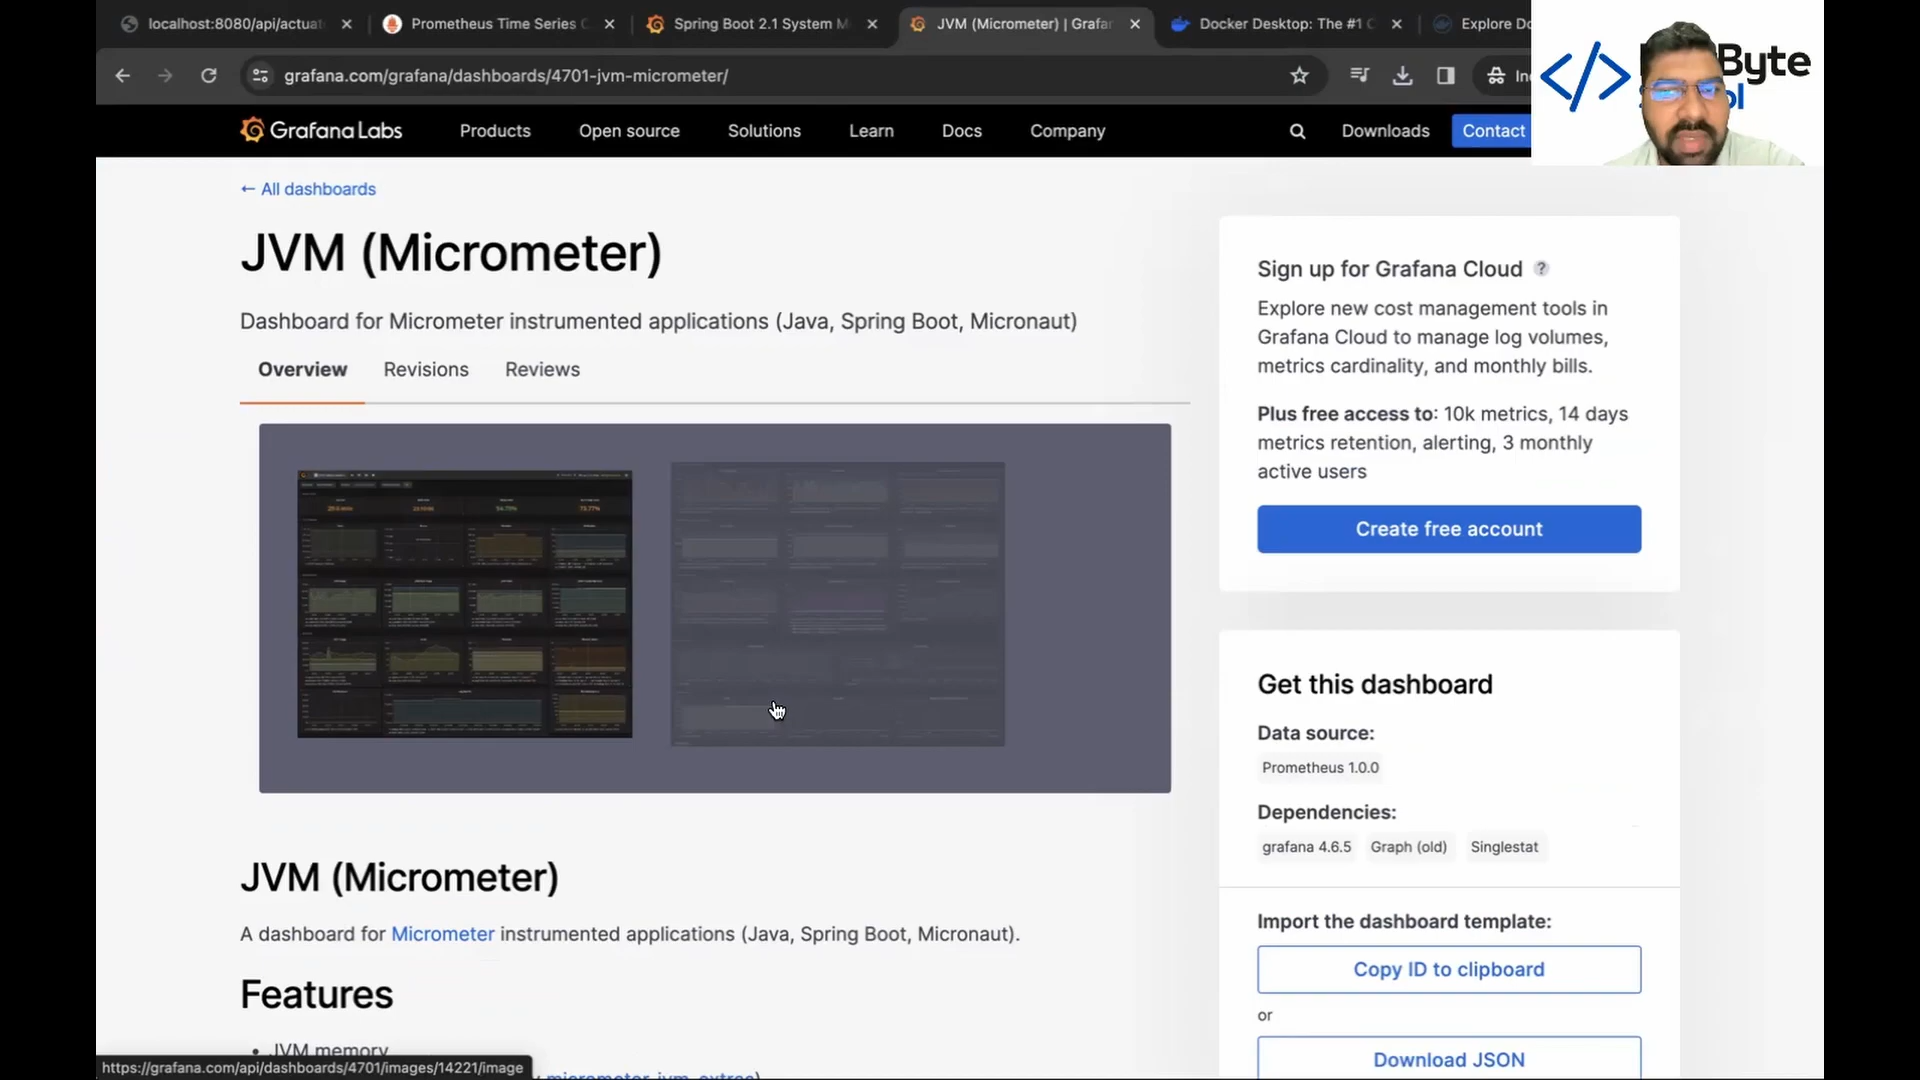 localhost:8080/api/actuat
Prometheus Time Series C
Spring Boot 2.1 System M
JVM (Micrometer) | Grafan
Docker Desktop: The #1 C
Explore Do
grafana.com/grafana/dashboards/4701-jvm-micrometer/
Byte
Grafana Labs
Products
Open source
Solutions
Learn
Docs
Company
Downloads
Contact
← All dashboards
JVM (Micrometer)
Dashboard for Micrometer instrumented applications (Java, Spring Boot, Micronaut)
Overview
Revisions
Reviews
Sign up for Grafana Cloud ?
Explore new cost management tools in
Grafana Cloud to manage log volumes,
metrics cardinality, and monthly bills.
Plus free access to: 10k metrics, 14 days
metrics retention, alerting, 3 monthly
active users
Create free account
Get this dashboard
Data source:
Prometheus 1.0.0
Dependencies:
grafana 4.6.5
Graph (old)
Singlestat
Import the dashboard template:
Copy ID to clipboard
or
Download JSON
JVM (Micrometer)
A dashboard for Micrometer instrumented applications (Java, Spring Boot, Micronaut).
Features
• JVM memory
micrometer-jvm-extras)
https://grafana.com/api/dashboards/4701/images/14221/image